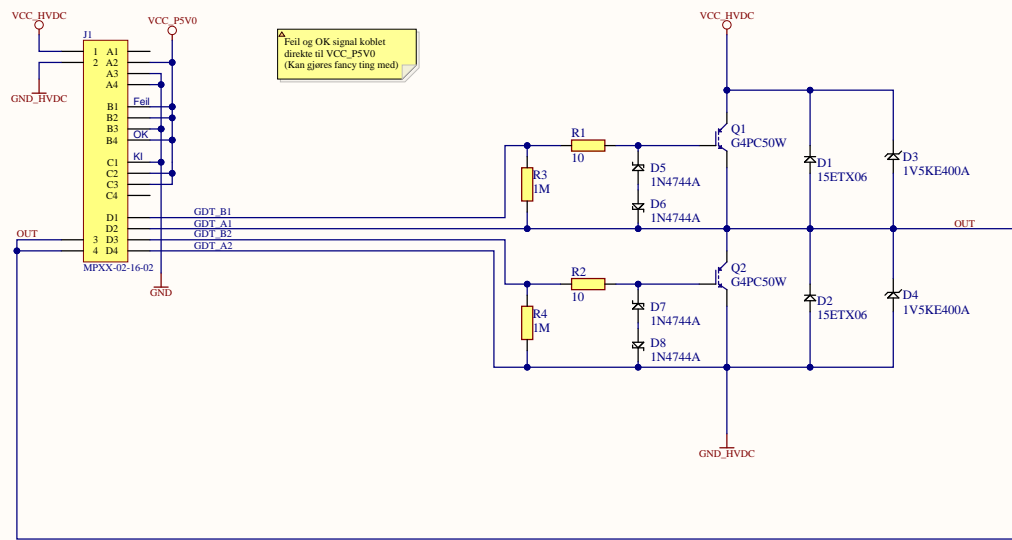 VCC_HVDC
J1
VCC_P5V0
1 A1
2 A2
A3
A4
GND_HVDC
B1 Feil
B2
B3
B4 OK
C1 KI
C2
C3
C4
D1 GDT_B1
D2 GDT_A1
OUT 3 D3 GDT_B2
4 D4 GDT_A2
MPXX-02-16-02
GND
Feil og OK signal koblet
direkte til VCC_P5V0
(Kan gjøres fancy ting med)
VCC_HVDC
R1
10
R3
1M
D5
1N4744A
D6
1N4744A
Q1
G4PC50W
D1
15ETX06
D3
1V5KE400A
OUT
R2
10
R4
1M
D7
1N4744A
D8
1N4744A
Q2
G4PC50W
D2
15ETX06
D4
1V5KE400A
GND_HVDC